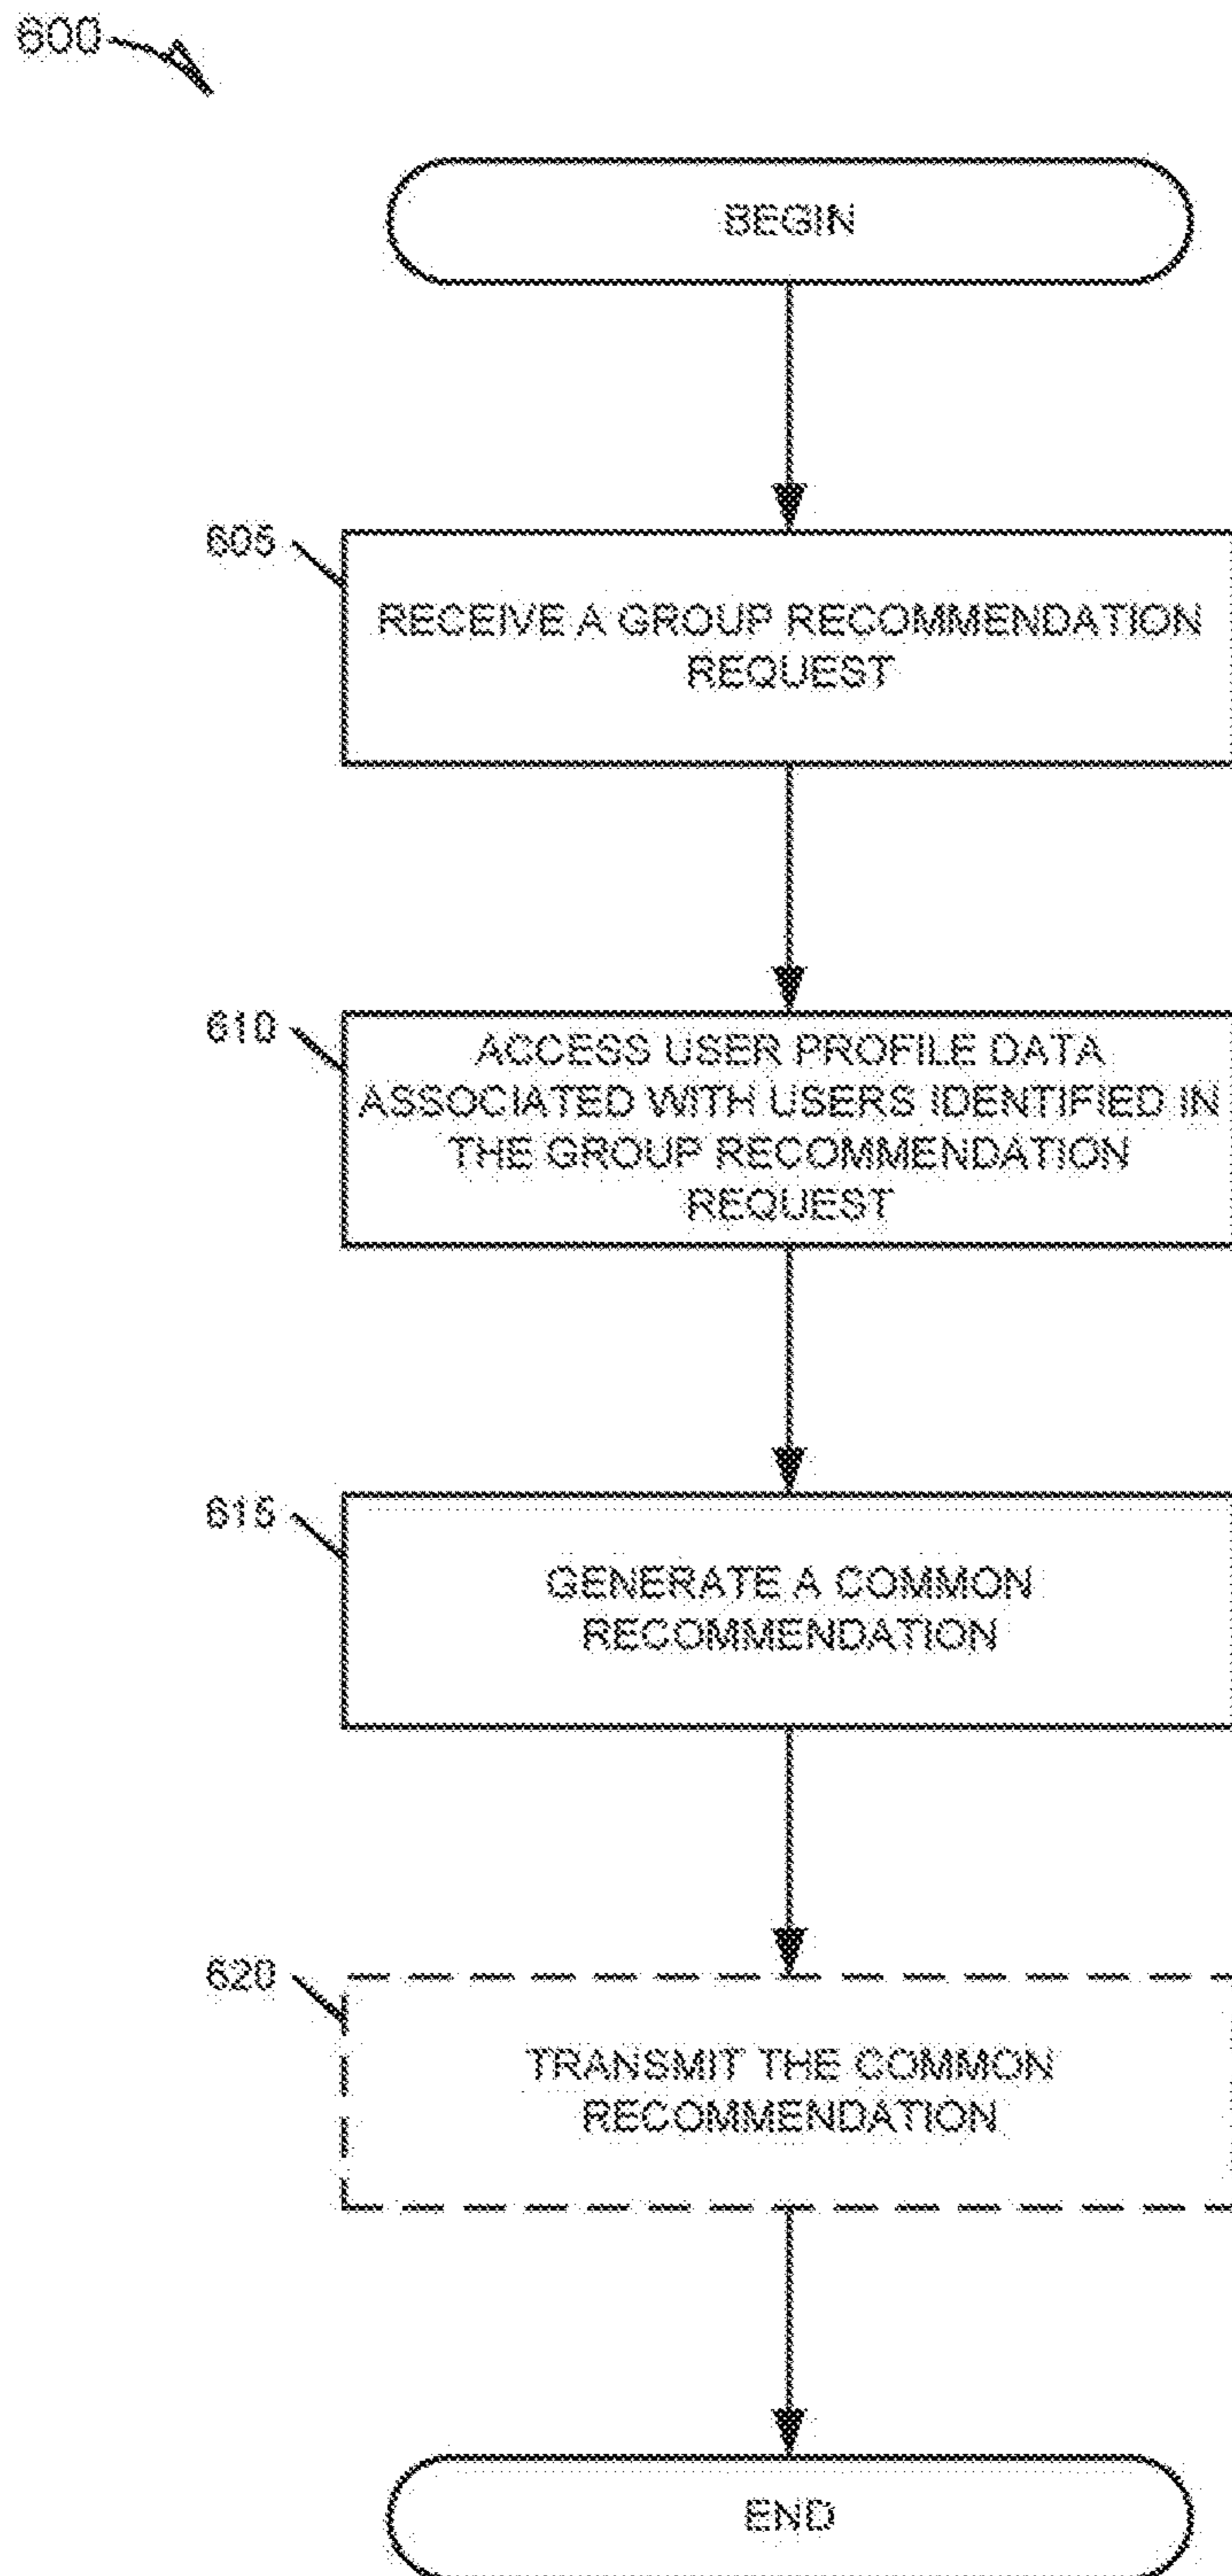 600
BEGIN
605
RECEIVE A GROUP RECOMMENDATION
REQUEST
610
ACCESS USER PROFILE DATA
ASSOCIATED WITH USERS IDENTIFIED IN
THE GROUP RECOMMENDATION
REQUEST
615
GENERATE A COMMON
RECOMMENDATION
620
TRANSMIT THE COMMON
RECOMMENDATION
END